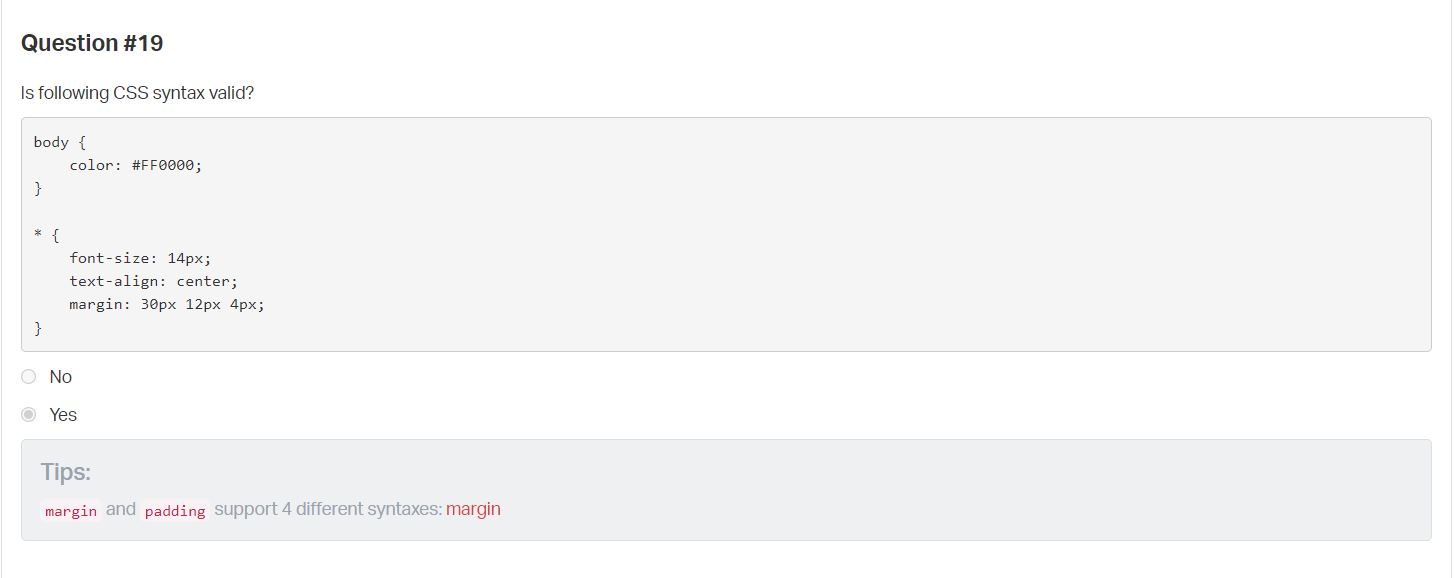 Question #19
Is following CSS syntax valid?
body {
    color: #FF0000;
}
* {
    font-size: 14px;
    text-align: center;
    margin: 30px 12px 4px;
}
No
Yes
Tips:
margin and padding support 4 different syntaxes: margin